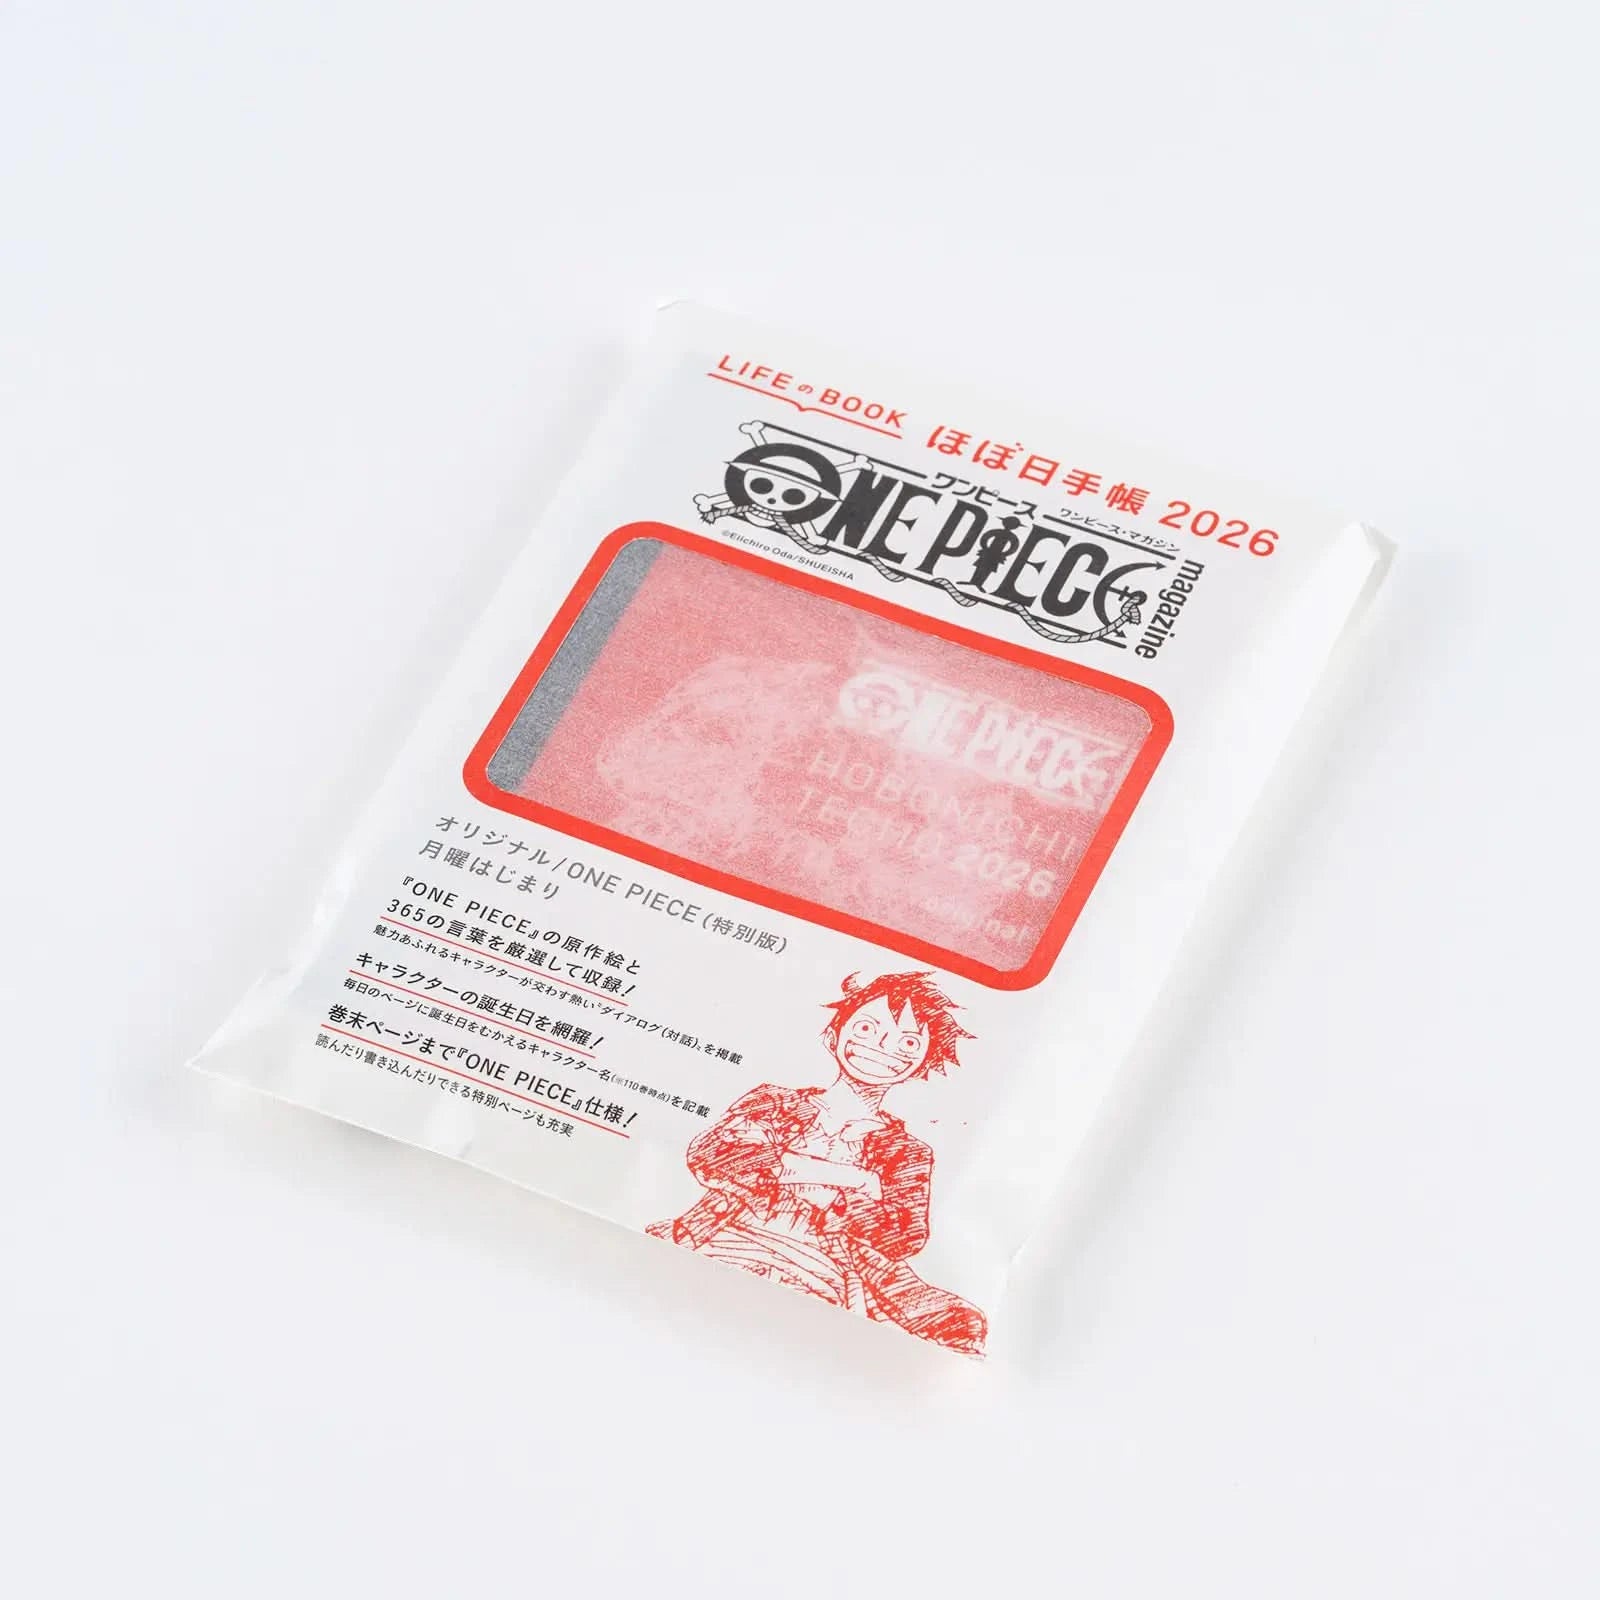 LIFEのBOOK ほぼ日手帳 2026
ONE PIECE
ワンピース
ワンピース・マガジン
magazine
©Eiichiro Oda/SHUEISHA
ONE PIECE
HOBONICHI
TECHO 2026
オリジナル/ONE PIECE(特別版)
月曜はじまり
『ONE PIECE』の原作絵と
365の言葉を厳選して収録!
魅力あふれるキャラクターが交わす熱い〝ダイアログ(対話)〟を掲載
キャラクターの誕生日を網羅!
毎日のページに誕生日をむかえるキャラクター名(※110巻時点)を記載
巻末ページまで『ONE PIECE』仕様!
読んだり書き込んだりできる特別ページも充実